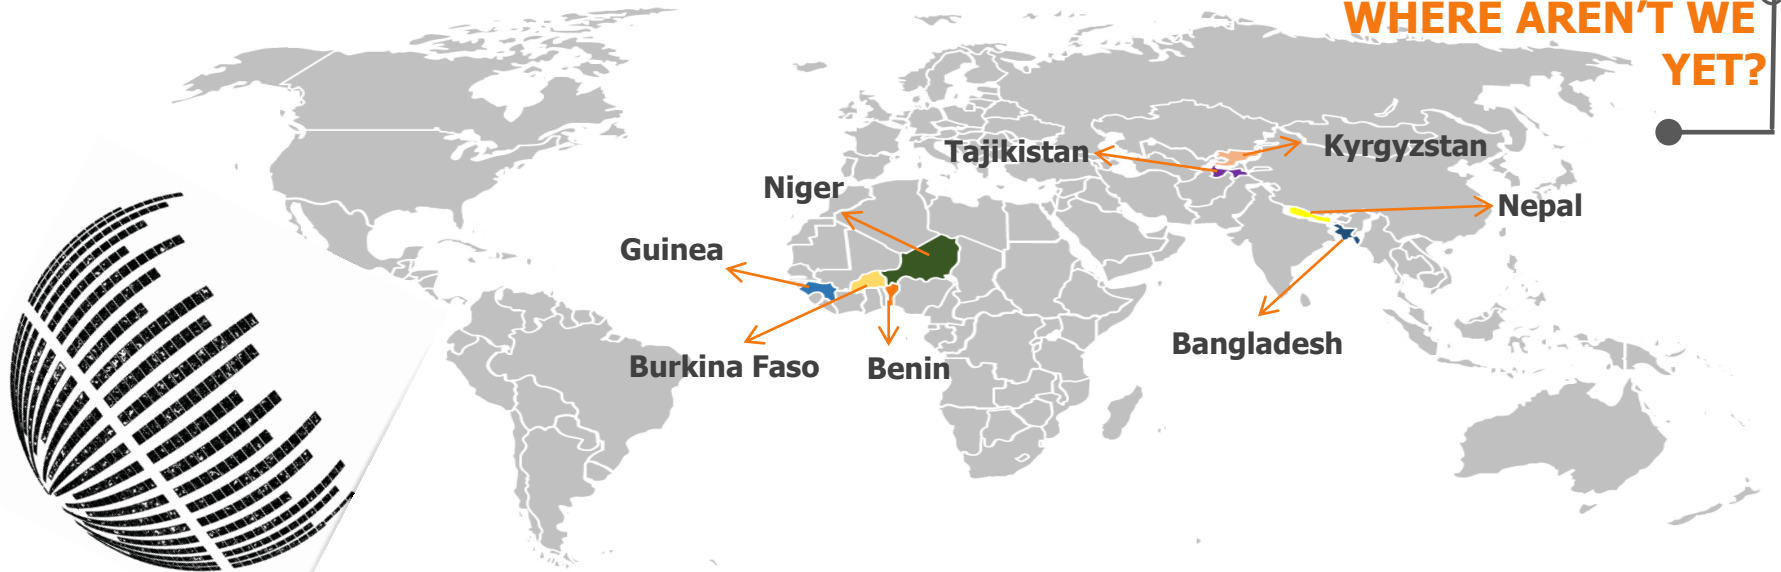 WHERE AREN'T WE
YET?
Tajikistan
Kyrgyzstan
Niger
Nepal
Guinea
Bangladesh
Burkina Faso
Benin